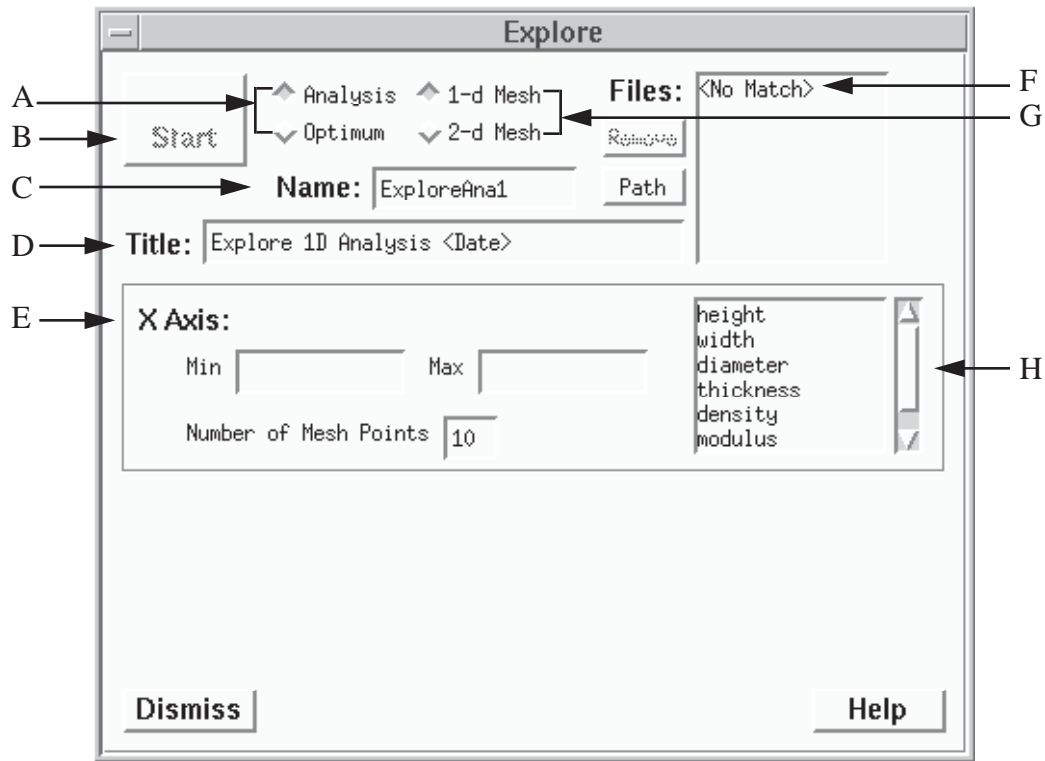 Explore
A
B
C
D
E
F
G
H
Start
Analysis
Optimum
1-d Mesh
2-d Mesh
Files:
<No Match>
Remove
Path
Name: ExploreAna1
Title: Explore 1D Analysis <Date>
X Axis:
Min
Max
Number of Mesh Points 10
height
width
diameter
thickness
density
modulus
Dismiss
Help